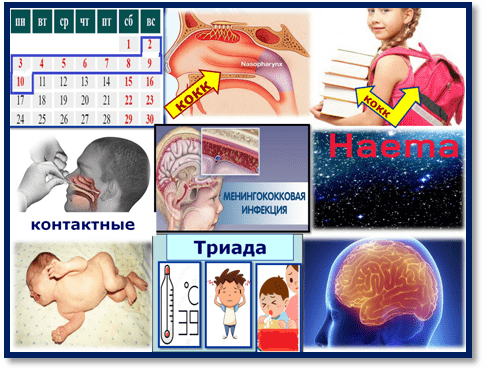 пн вт ср чт пт сб вс
1 2
3 4 5 6 7 8 9
10 11 12 13 14 15 16
17 18 19 20 21 22 23
24 25 26 27 28 29 30
Nasopharynx
КОКК
КОКК
контактные
МЕНИНГОКОККОВАЯ
ИНФЕКЦИЯ
Haema
Триада
°C